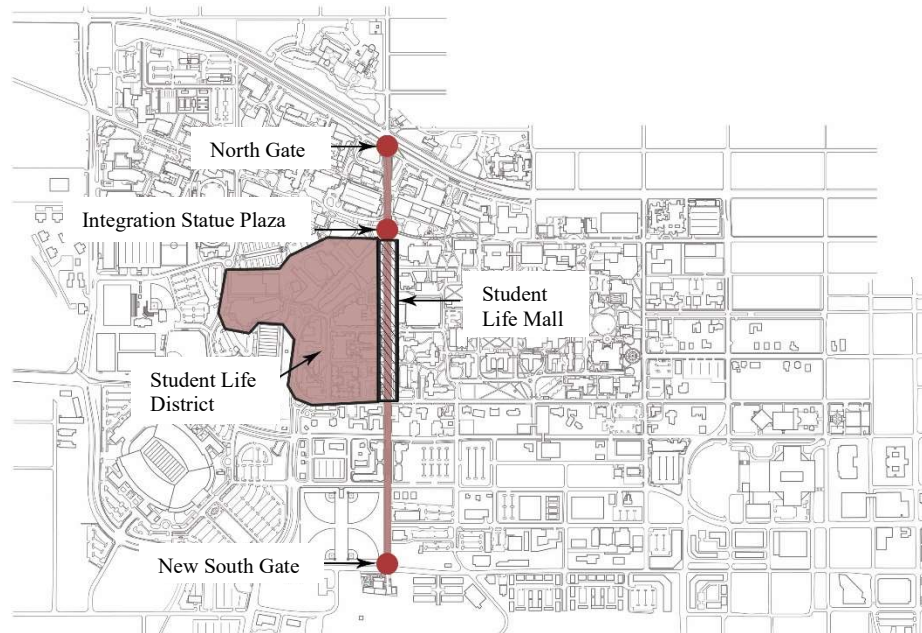 North Gate
Integration Statue Plaza
Student
Life Mall
Student Life
District
New South Gate